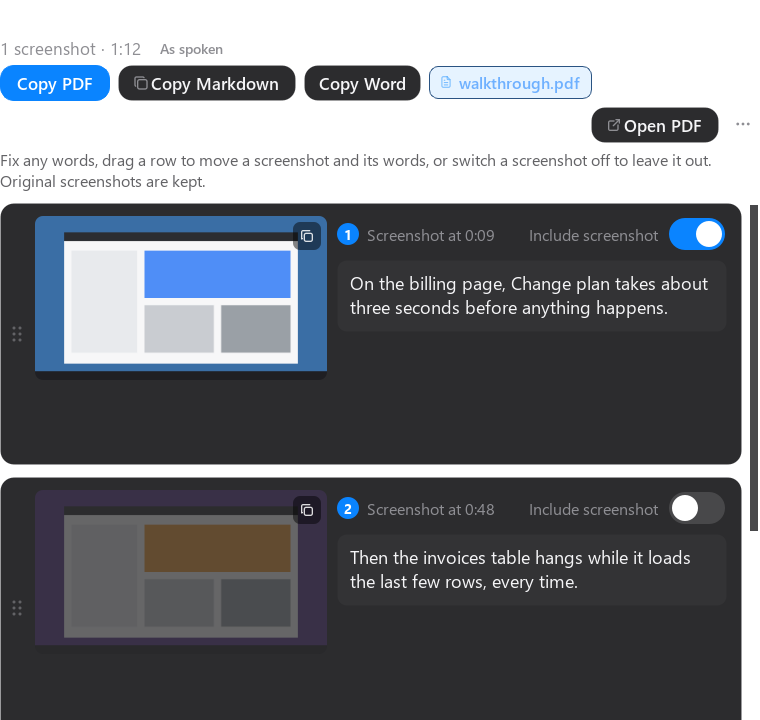 1 screenshot · 1:12 As spoken
Copy PDF Copy Markdown Copy Word walkthrough.pdf
Open PDF
Fix any words, drag a row to move a screenshot and its words, or switch a screenshot off to leave it out.
Original screenshots are kept.
1 Screenshot at 0:09 Include screenshot
On the billing page, Change plan takes about
three seconds before anything happens.
2 Screenshot at 0:48 Include screenshot
Then the invoices table hangs while it loads
the last few rows, every time.